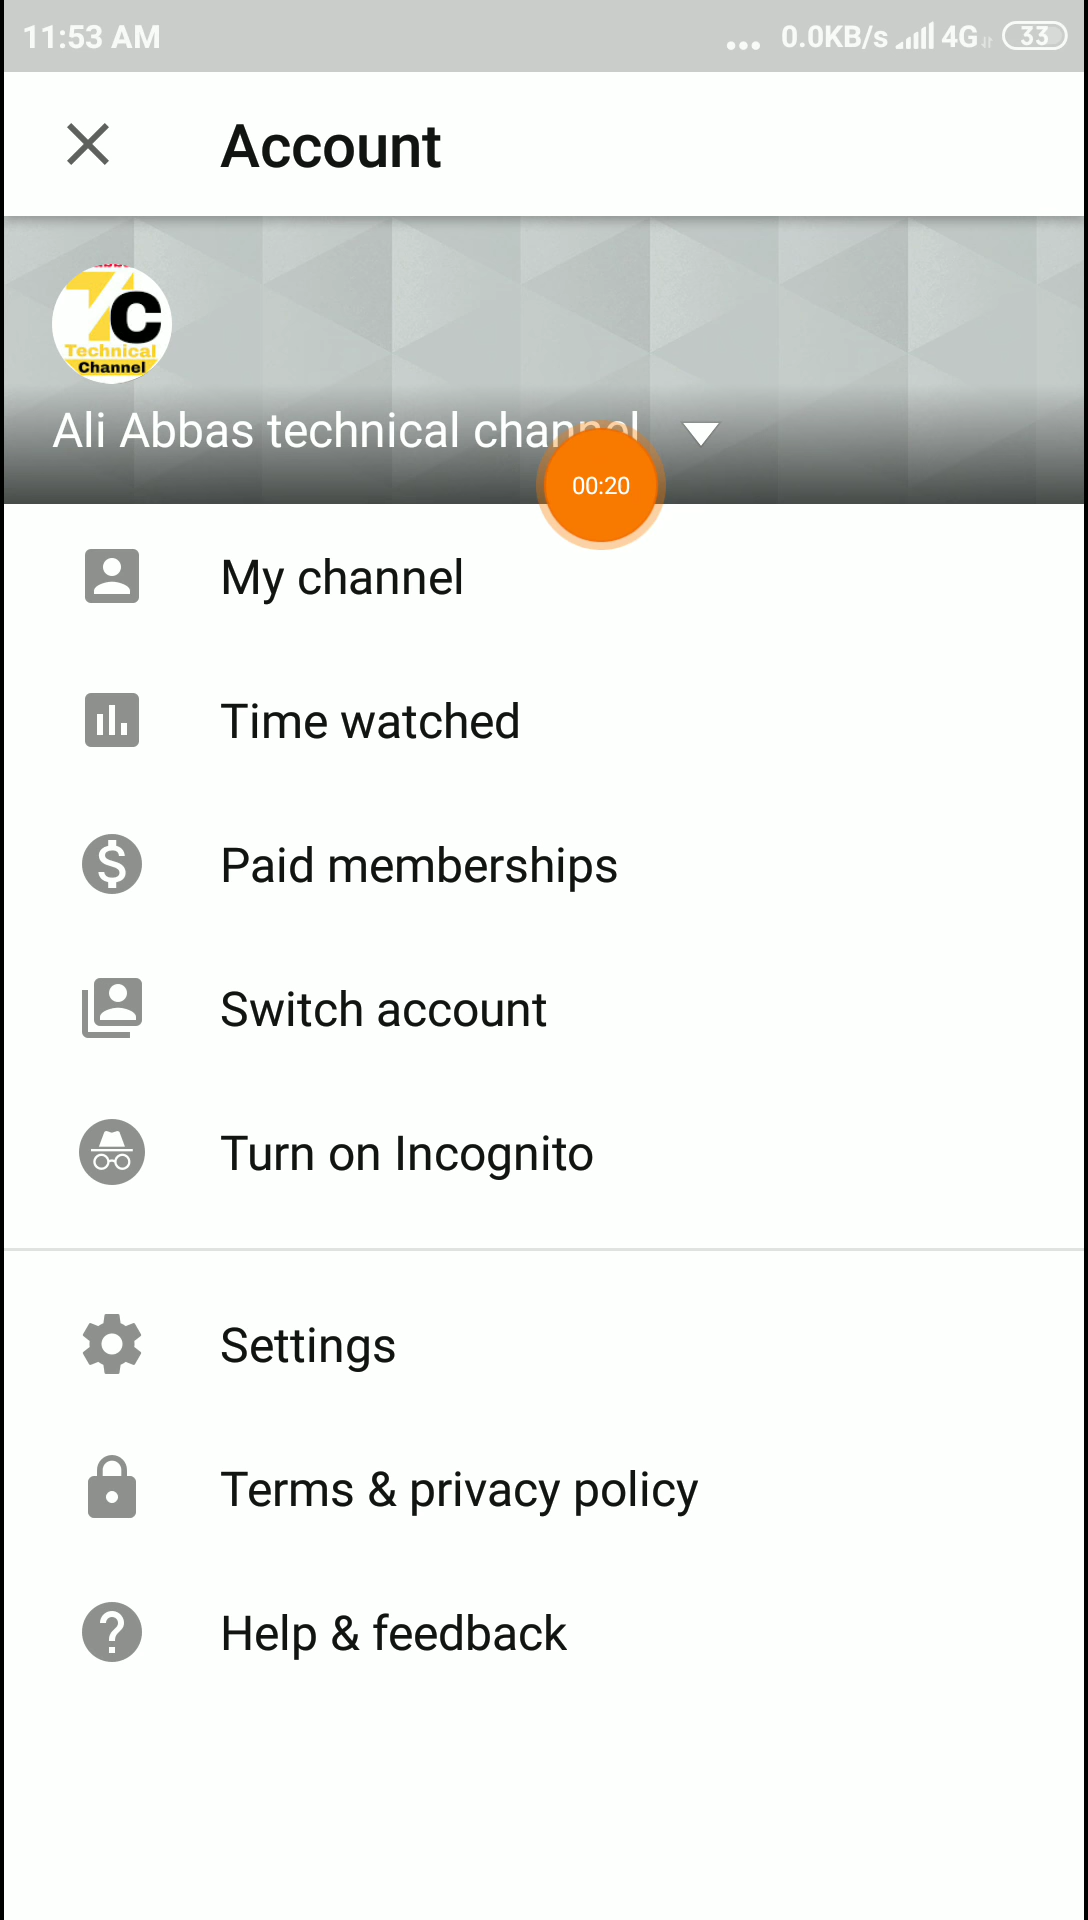 11:53 AM
0.0KB/s 4G 33
Account
C
Technical
Channel
Ali Abbas technical channel
00:20
My channel
Time watched
Paid memberships
Switch account
Turn on Incognito
Settings
Terms & privacy policy
Help & feedback